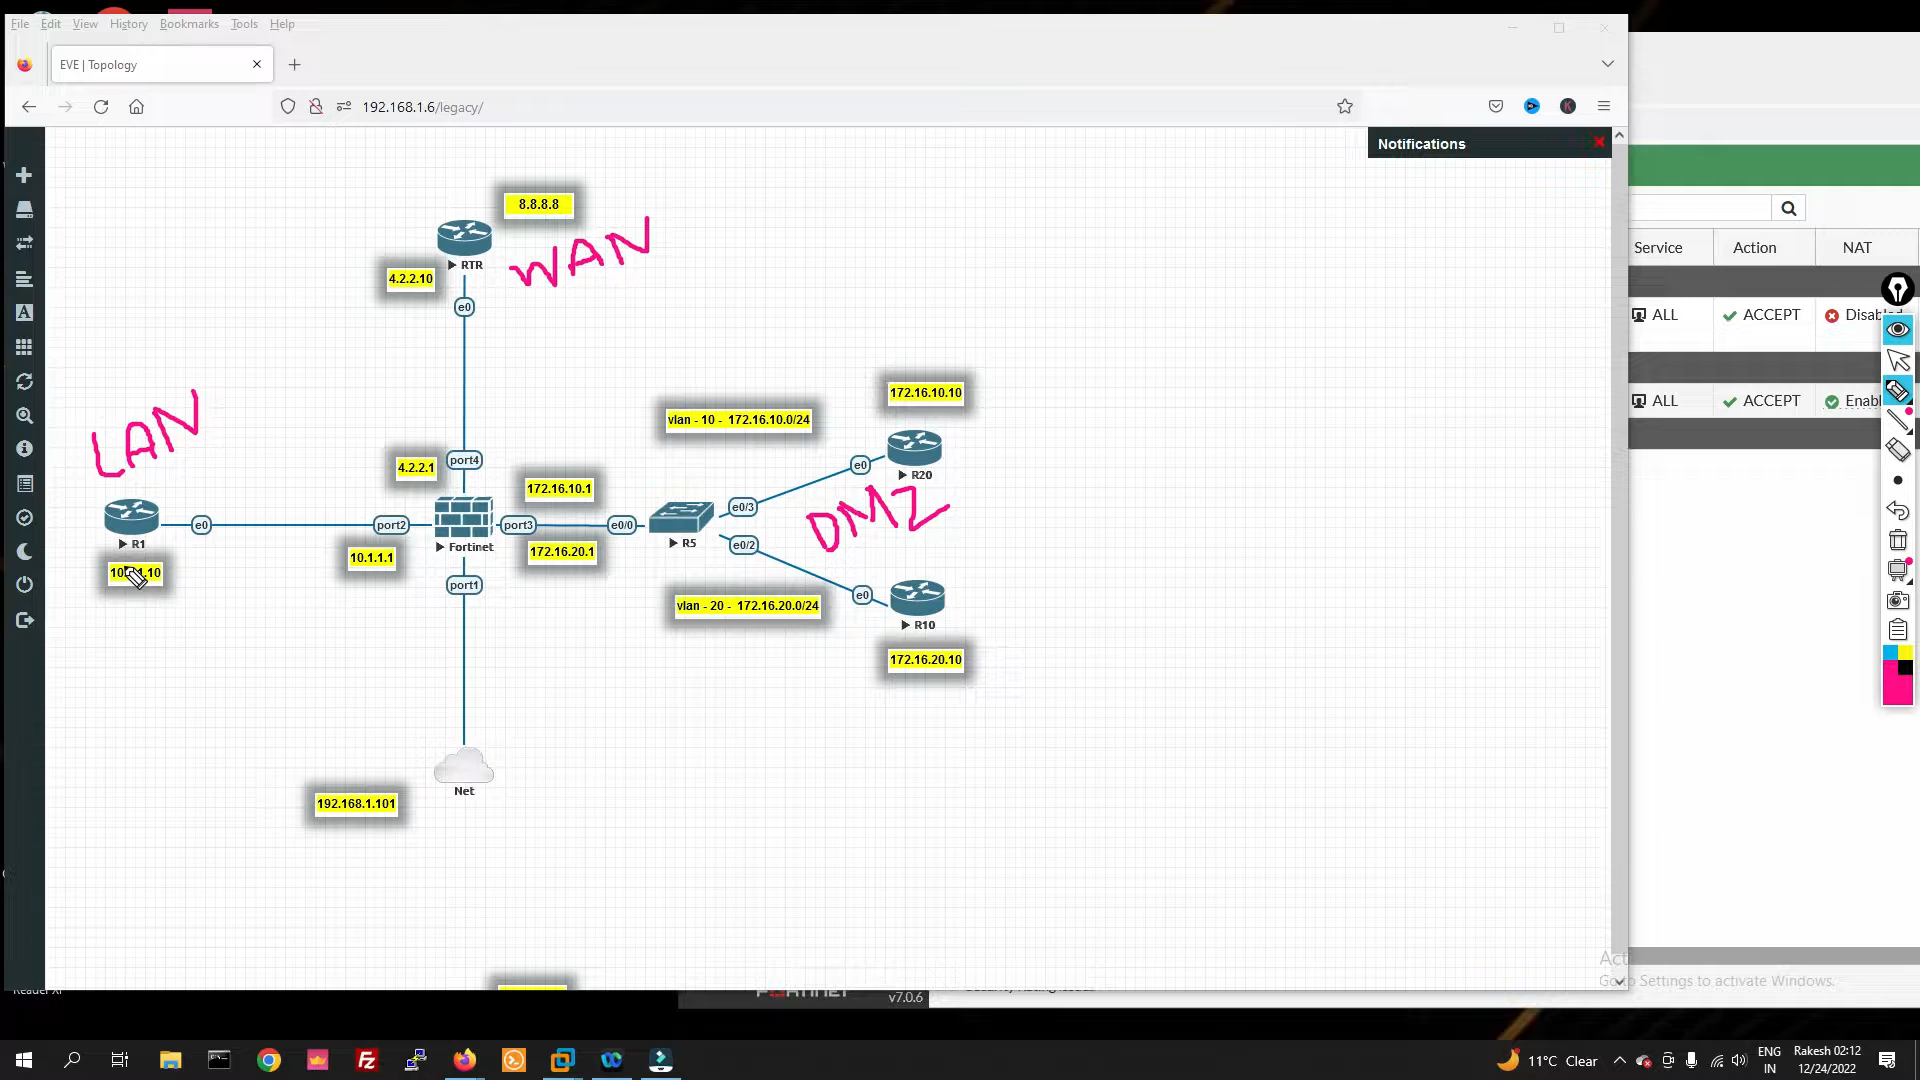 File Edit View History Bookmarks Tools Help
EVE | Topology
192.168.1.6/legacy/
Notifications
8.8.8.8
WAN
RTR
4.2.2.10
e0
Service Action NAT
ALL ACCEPT
ALL ACCEPT
LAN
172.16.10.10
vlan - 10 - 172.16.10.0/24
4.2.2.1
port4
e0
R20
172.16.10.1
e0/3
DMZ
R1
e0
port2
port3
e0/0
R5
Fortinet
10.1.1.1
172.16.20.1
e0/2
port1
vlan - 20 - 172.16.20.0/24
e0
R10
172.16.20.10
Net
192.168.1.101
Go to Settings to activate Windows.
v7.0.6
11°C Clear
ENG
IN
Rakesh 02:12
12/24/2022